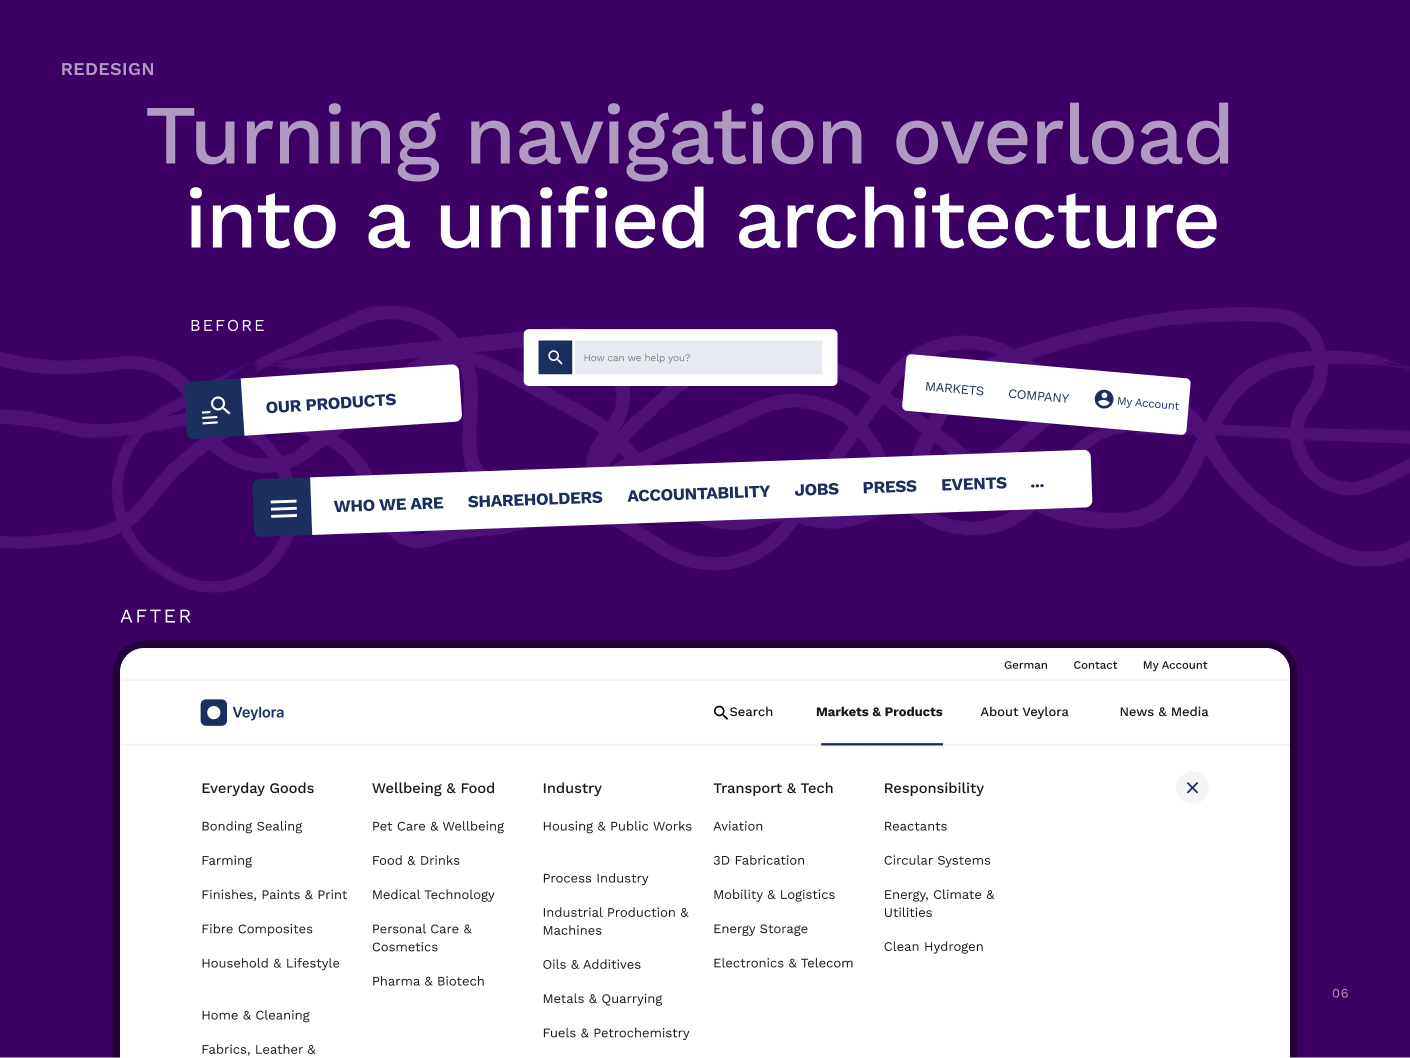 REDESIGN
Turning navigation overload
into a unified architecture
BEFORE
How can we help you?
OUR PRODUCTS
MARKETS COMPANY My Account
WHO WE ARE SHAREHOLDERS ACCOUNTABILITY JOBS PRESS EVENTS ...
AFTER
German Contact My Account
Veylora
Search Markets & Products About Veylora News & Media
Everyday Goods
Bonding Sealing
Farming
Finishes, Paints & Print
Fibre Composites
Household & Lifestyle
Home & Cleaning
Fabrics, Leather &
Wellbeing & Food
Pet Care & Wellbeing
Food & Drinks
Medical Technology
Personal Care &
Cosmetics
Pharma & Biotech
Industry
Housing & Public Works
Process Industry
Industrial Production &
Machines
Oils & Additives
Metals & Quarrying
Fuels & Petrochemistry
Transport & Tech
Aviation
3D Fabrication
Mobility & Logistics
Energy Storage
Electronics & Telecom
Responsibility
Reactants
Circular Systems
Energy, Climate &
Utilities
Clean Hydrogen
06